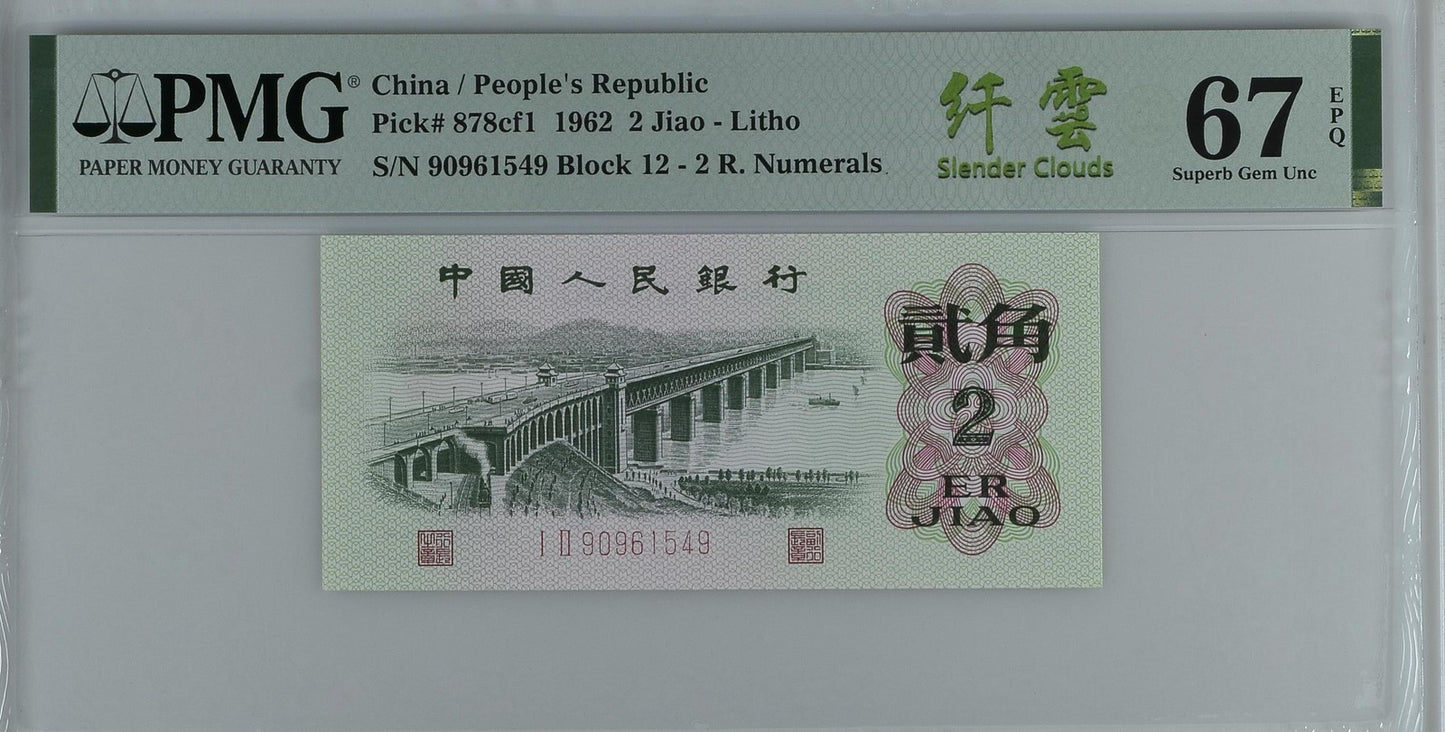 PMG®
PAPER MONEY GUARANTY
China / People's Republic
Pick# 878cf1 1962 2 Jiao - Litho
S/N 90961549 Block 12 - 2 R. Numerals
纤雲
Slender Clouds
67
EPQ
Superb Gem Unc
中國人民銀行
貳角
2
ER
JIAO
I II 90961549